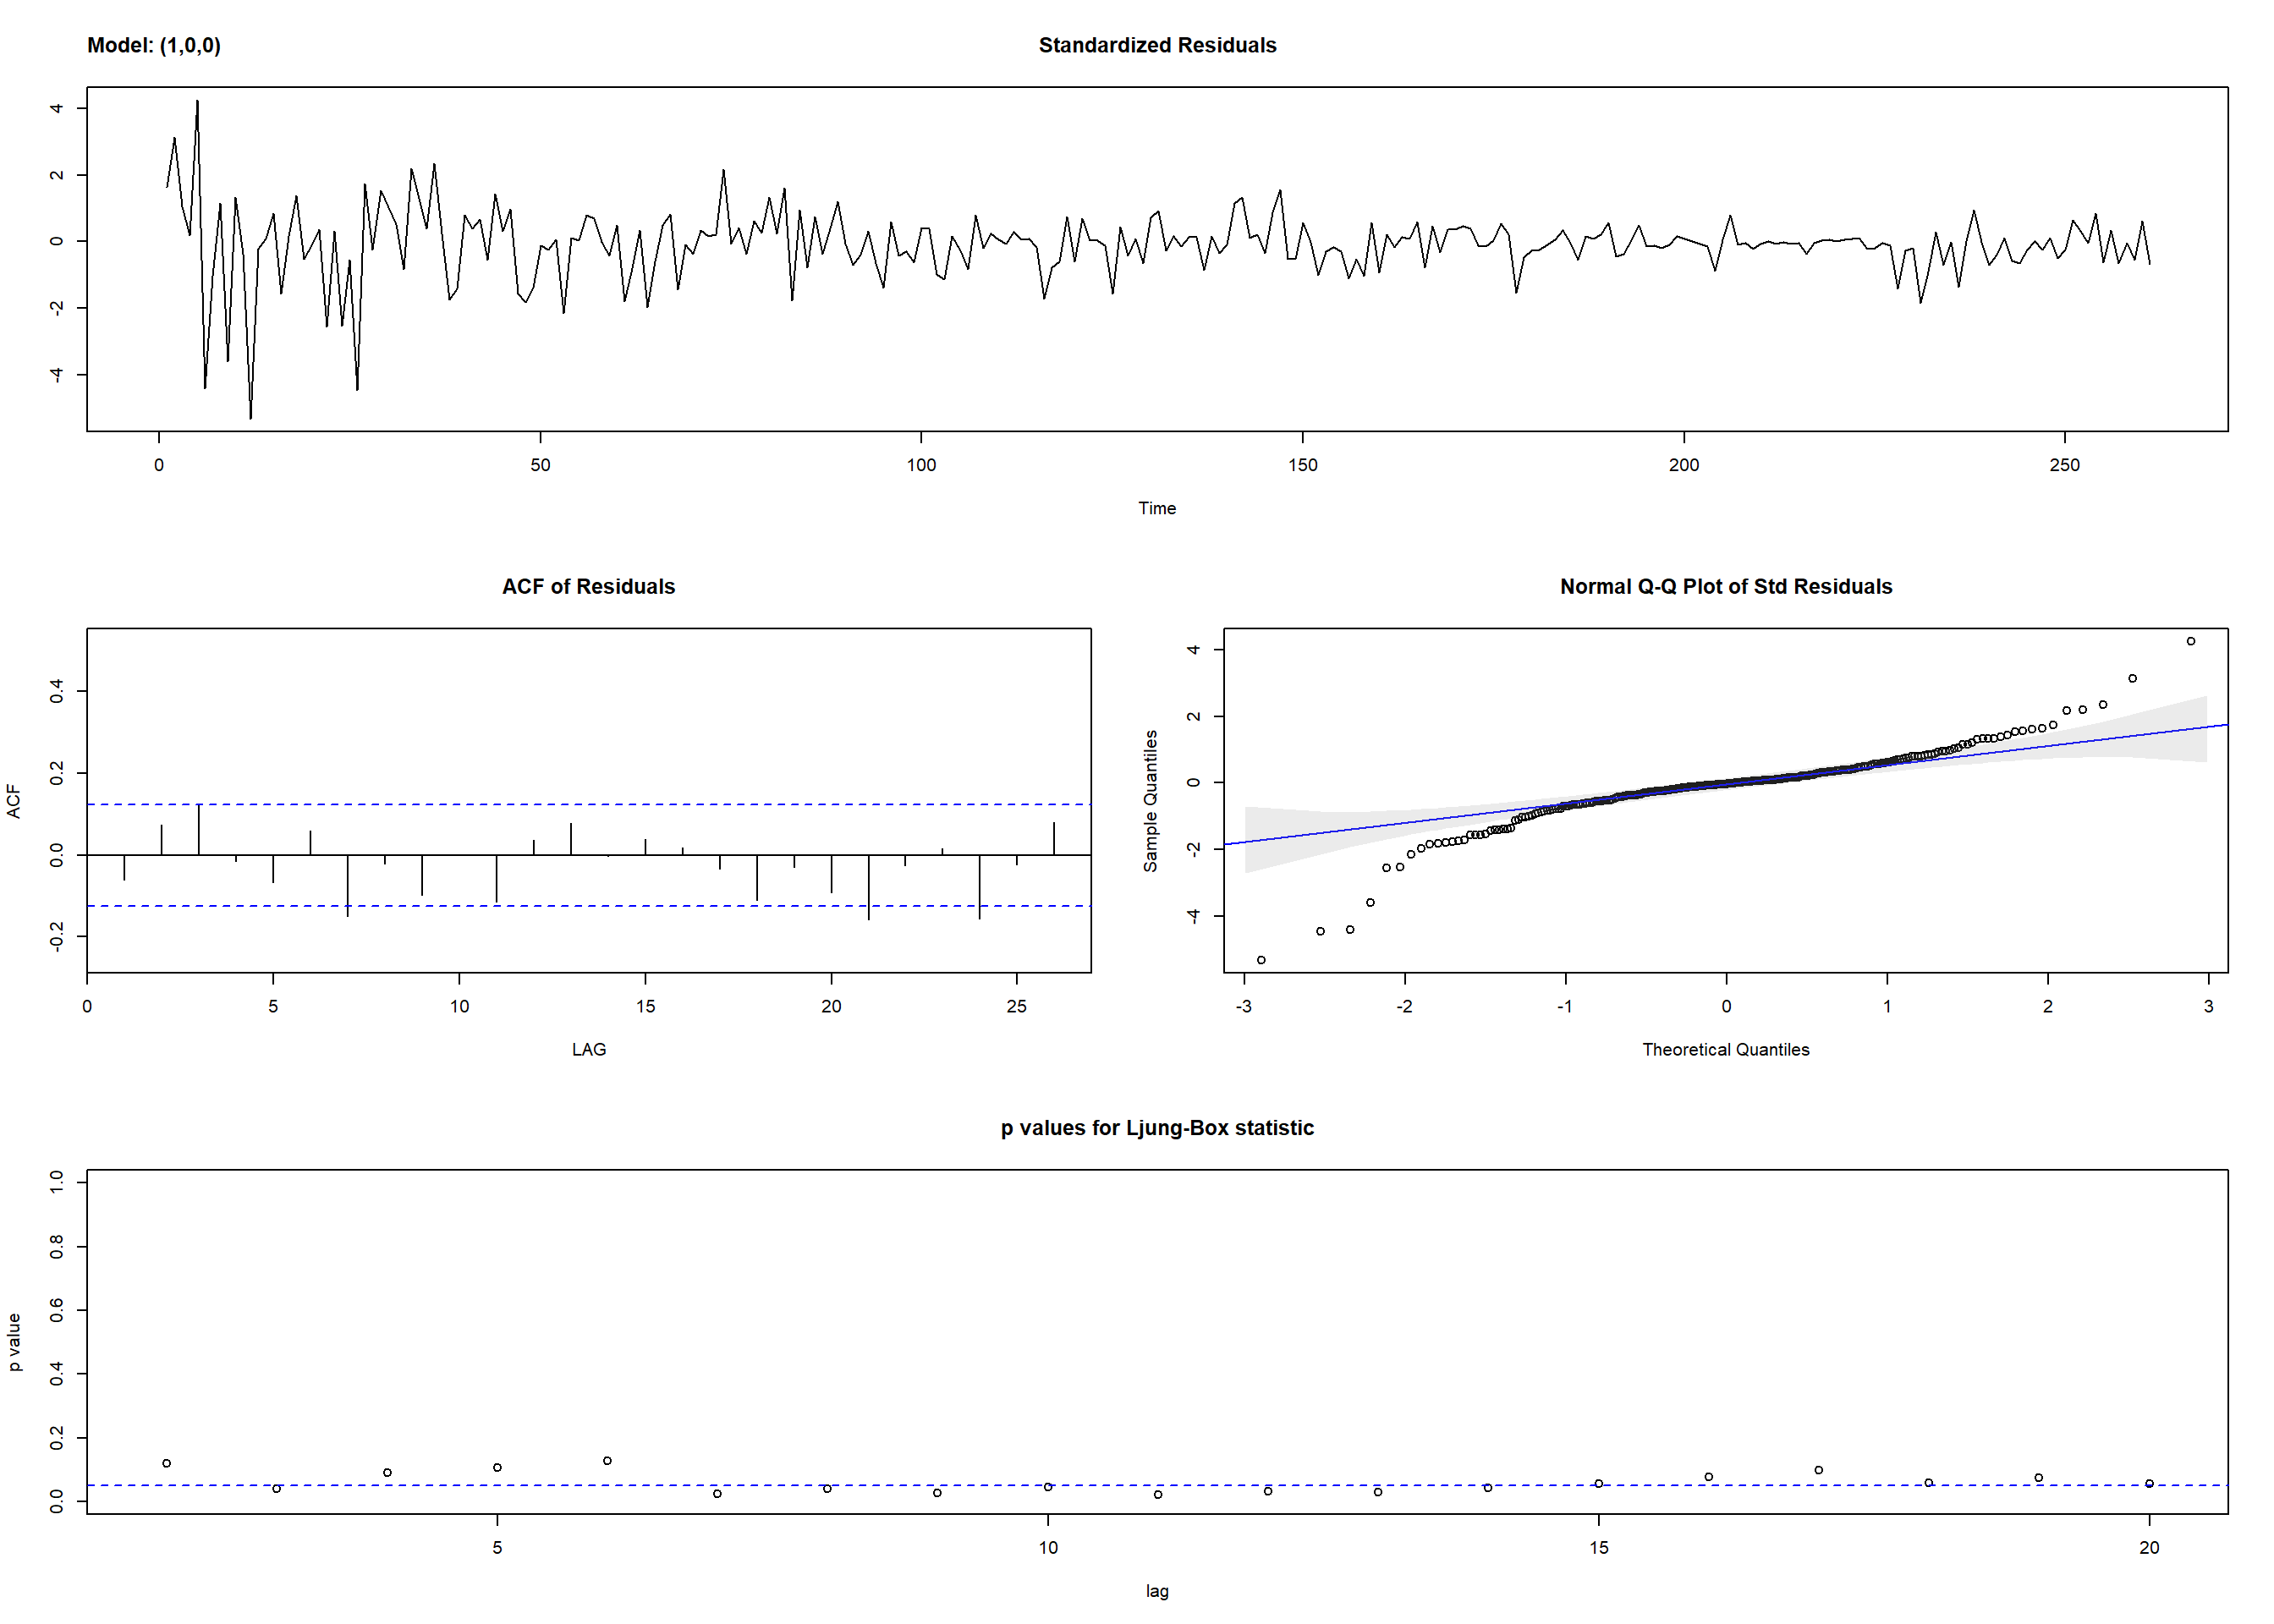 Model: (1,0,0)
Standardized Residuals
4
2
0
-2
-4
0 50 100 150 200 250
Time
ACF of Residuals
ACF
0.4
0.2
0.0
-0.2
0 5 10 15 20 25
LAG
Normal Q-Q Plot of Std Residuals
Sample Quantiles
4
2
0
-2
-4
-3 -2 -1 0 1 2 3
Theoretical Quantiles
p values for Ljung-Box statistic
p value
1.0
0.8
0.6
0.4
0.2
0.0
5 10 15 20
lag